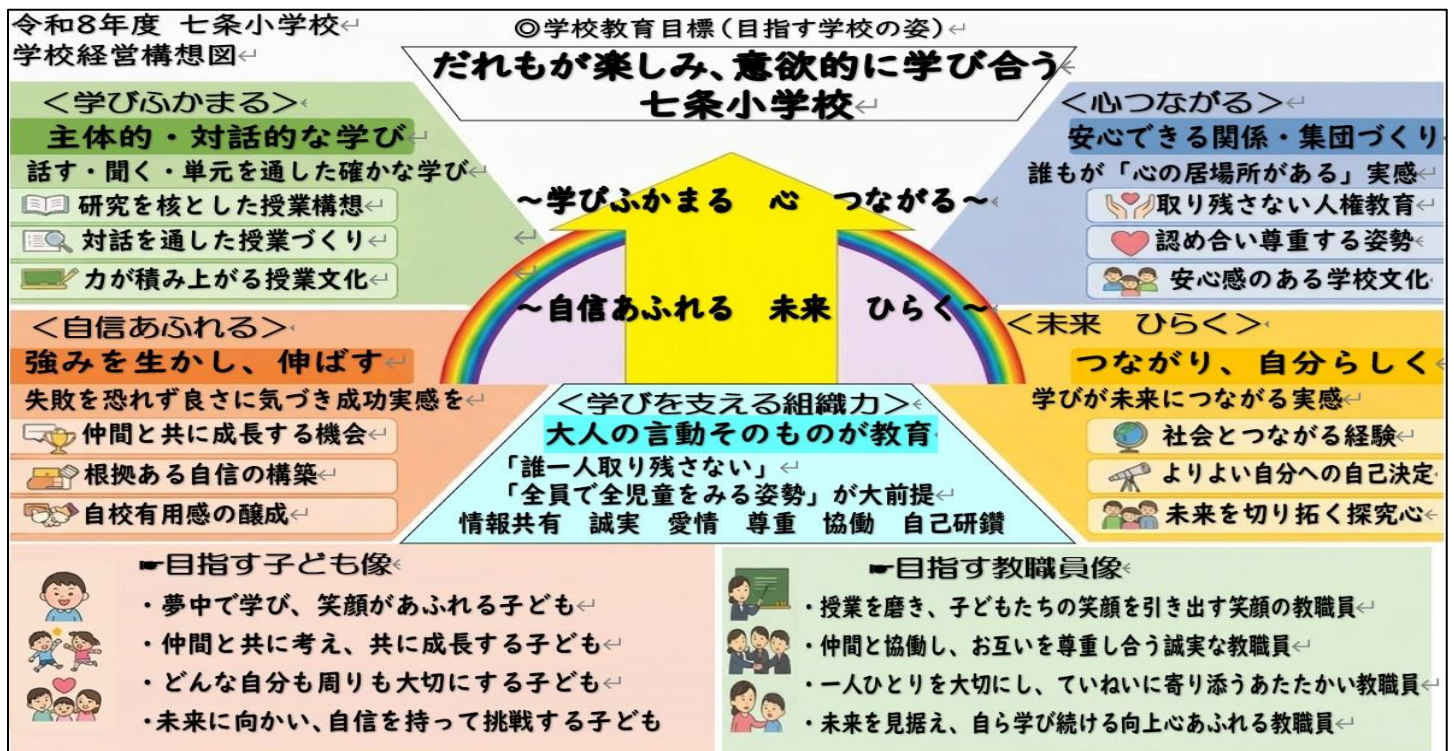 令和8年度 七条小学校
学校経営構想図
◎学校教育目標(目指す学校の姿)
だれもが楽しみ、意欲的に学び合う
七条小学校
<学びふかまる>
主体的・対話的な学び
話す・聞く・単元を通した確かな学び
研究を核とした授業構想
対話を通した授業づくり
力が積み上がる授業文化
<心つながる>
安心できる関係・集団づくり
誰もが「心の居場所がある」実感
取り残さない人権教育
認め合い尊重する姿勢
安心感のある学校文化
~学びふかまる 心 つながる~
~自信あふれる 未来 ひらく~
<自信あふれる>
強みを生かし、伸ばす
失敗を恐れず良さに気づき成功実感を
仲間と共に成長する機会
根拠ある自信の構築
自校有用感の醸成
<未来 ひらく>
つながり、自分らしく
学びが未来につながる実感
社会とつながる経験
よりよい自分への自己決定
未来を切り拓く探究心
<学びを支える組織力>
大人の言動そのものが教育
「誰一人取り残さない」
「全員で全児童をみる姿勢」が大前提
情報共有 誠実 愛情 尊重 協働 自己研鑽
☛目指す子ども像
・夢中で学び、笑顔があふれる子ども
・仲間と共に考え、共に成長する子ども
・どんな自分も周りも大切にする子ども
・未来に向かい、自信を持って挑戦する子ども
☛目指す教職員像
・授業を磨き、子どもたちの笑顔を引き出す笑顔の教職員
・仲間と協働し、お互いを尊重し合う誠実な教職員
・一人ひとりを大切にし、ていねいに寄り添うあたたかい教職員
・未来を見据え、自ら学び続ける向上心あふれる教職員